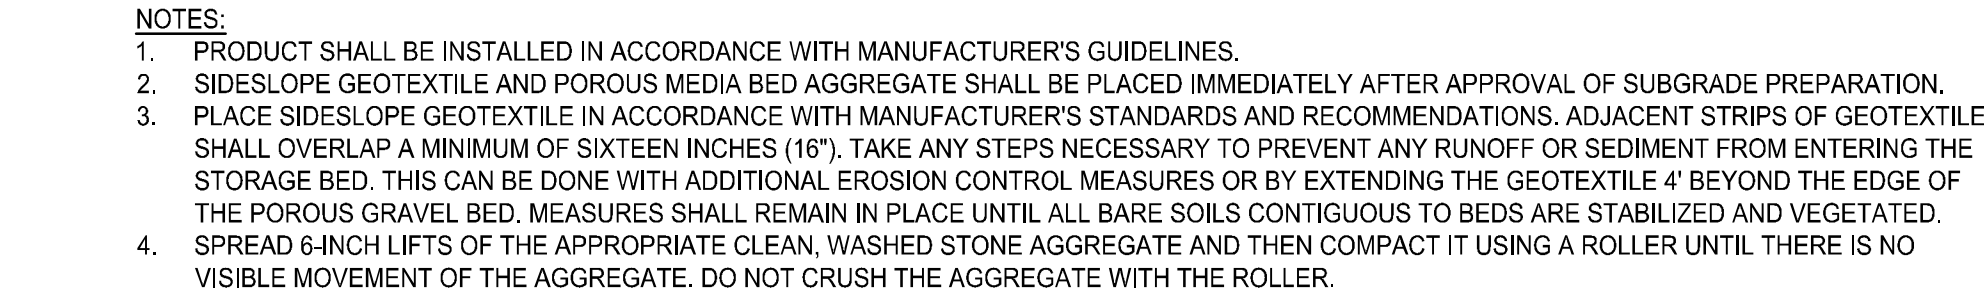 NOTES:
1. PRODUCT SHALL BE INSTALLED IN ACCORDANCE WITH MANUFACTURER'S GUIDELINES.
2. SIDESLOPE GEOTEXTILE AND POROUS MEDIA BED AGGREGATE SHALL BE PLACED IMMEDIATELY AFTER APPROVAL OF SUBGRADE PREPARATION.
3. PLACE SIDESLOPE GEOTEXTILE IN ACCORDANCE WITH MANUFACTURER'S STANDARDS AND RECOMMENDATIONS. ADJACENT STRIPS OF GEOTEXTILE
SHALL OVERLAP A MINIMUM OF SIXTEEN INCHES (16"). TAKE ANY STEPS NECESSARY TO PREVENT ANY RUNOFF OR SEDIMENT FROM ENTERING THE
STORAGE BED. THIS CAN BE DONE WITH ADDITIONAL EROSION CONTROL MEASURES OR BY EXTENDING THE GEOTEXTILE 4' BEYOND THE EDGE OF
THE POROUS GRAVEL BED. MEASURES SHALL REMAIN IN PLACE UNTIL ALL BARE SOILS CONTIGUOUS TO BEDS ARE STABILIZED AND VEGETATED.
4. SPREAD 6-INCH LIFTS OF THE APPROPRIATE CLEAN, WASHED STONE AGGREGATE AND THEN COMPACT IT USING A ROLLER UNTIL THERE IS NO
VISIBLE MOVEMENT OF THE AGGREGATE. DO NOT CRUSH THE AGGREGATE WITH THE ROLLER.